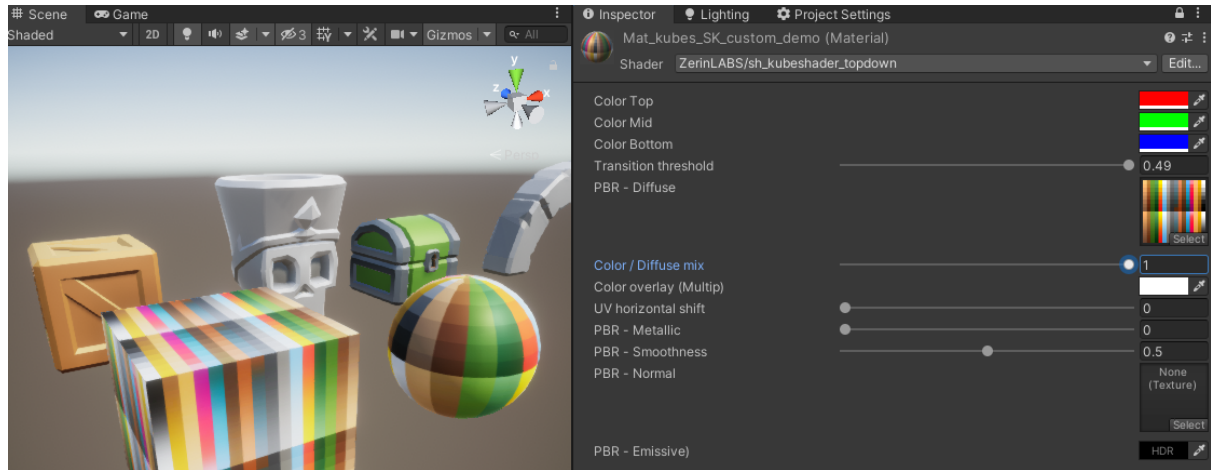 Scene Game
Inspector Lighting Project Settings
Shaded 2D 3 Gizmos All
Mat_kubes_SK_custom_demo (Material)
Shader ZerinLABS/sh_kubeshader_topdown Edit...
y
z x
Persp
Color Top
Color Mid
Color Bottom
Transition threshold 0.49
PBR - Diffuse
Select
Color / Diffuse mix 1
Color overlay (Multip)
UV horizontal shift 0
PBR - Metallic 0
PBR - Smoothness 0.5
PBR - Normal None
(Texture)
Select
PBR - Emissive) HDR